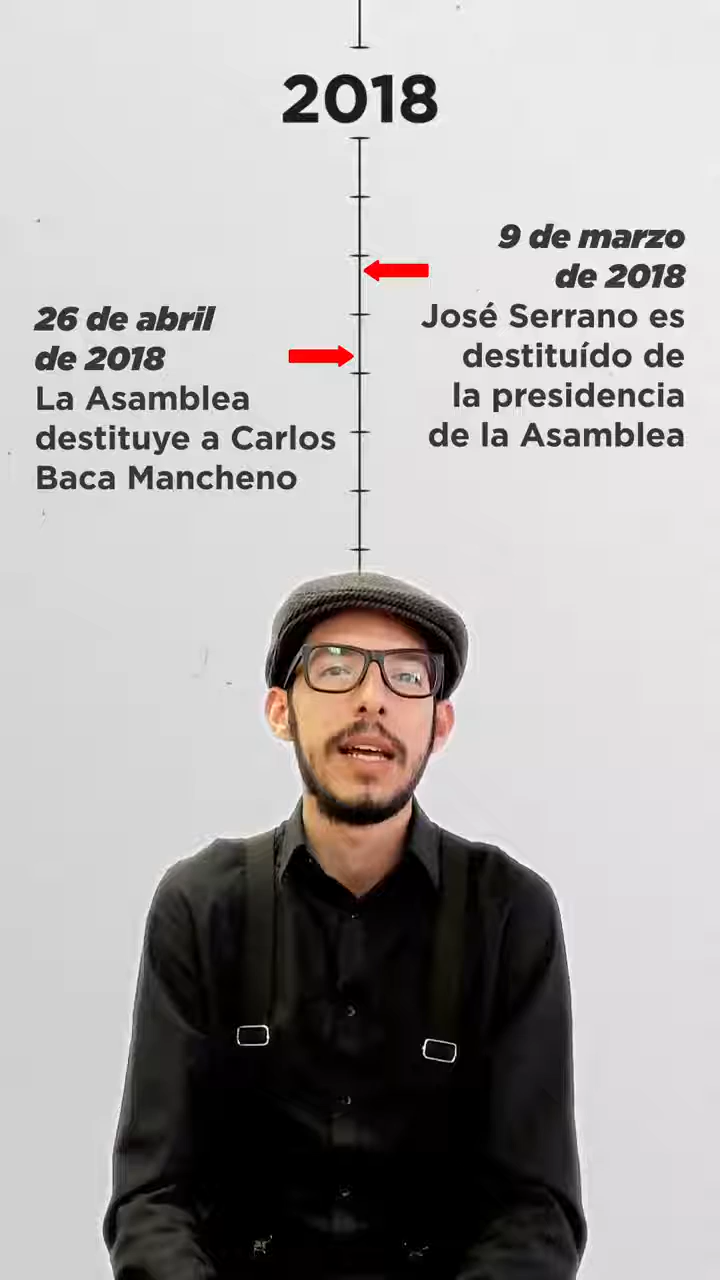 2018
9 de marzo
de 2018
José Serrano es
destituído de
la presidencia
de la Asamblea
26 de abril
de 2018
La Asamblea
destituye a Carlos
Baca Mancheno